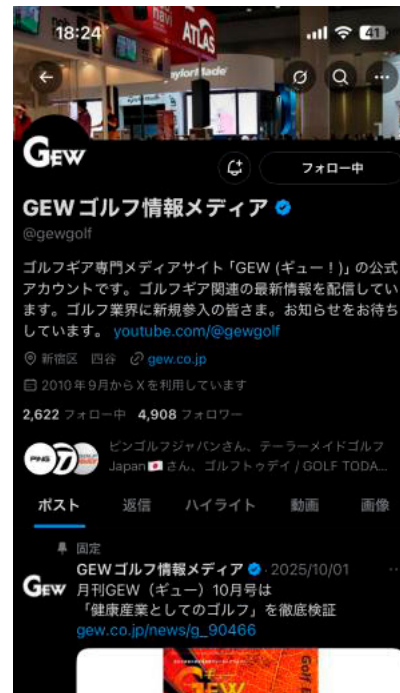 18:24
41
ATLAS
TaylorMade
GEW
フォロー中
GEW ゴルフ情報メディア
@gewgolf
ゴルフギア専門メディアサイト「GEW (ギュー！)」の公式
アカウントです。ゴルフギア関連の最新情報を配信してい
ます。ゴルフ業界に新規参入の皆さま。お知らせをお待ち
しています。 youtube.com/@gewgolf
新宿区 四谷 gew.co.jp
2010年9月からXを利用しています
2,622 フォロー中 4,908 フォロワー
PING
ピンゴルフジャパンさん、テーラーメイドゴルフ
Japan🇯🇵さん、ゴルフトゥデイ / GOLF TODA...
ポスト 返信 ハイライト 動画 画像
固定
GEW ゴルフ情報メディア · 2025/10/01
GEW
月刊GEW（ギュー）10月号は
「健康産業としてのゴルフ」を徹底検証
gew.co.jp/news/g_90466
ギュー
GEW